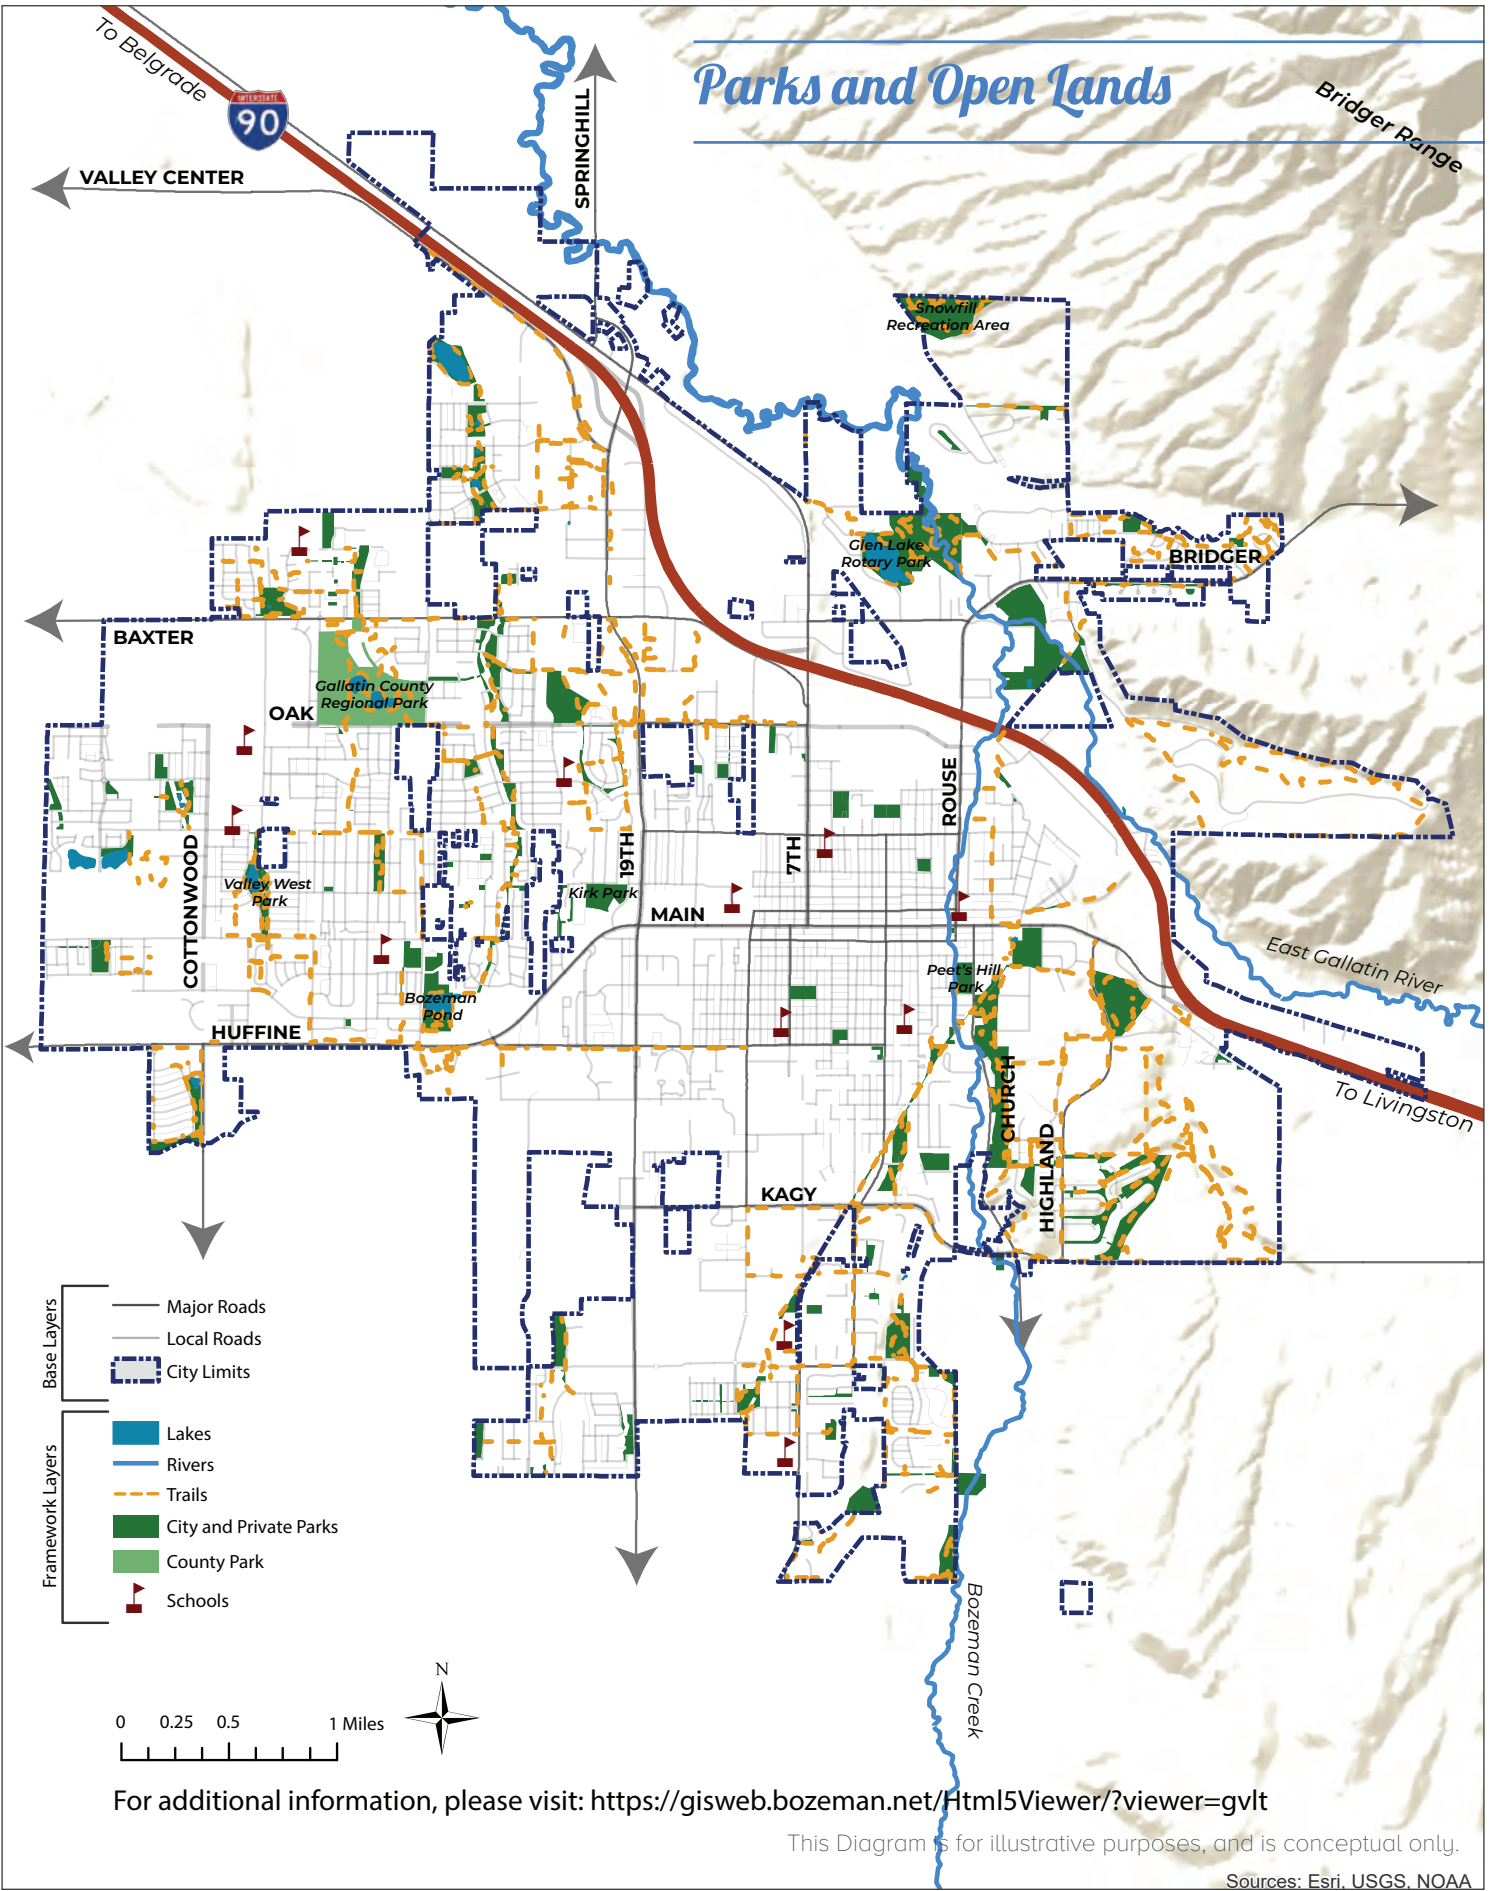 Parks and Open Lands
To Belgrade
INTERSTATE
90
SPRINGHILL
Bridger Range
VALLEY CENTER
Snowfill
Recreation Area
Glen Lake
Rotary Park
BRIDGER
BAXTER
Gallatin County
Regional Park
OAK
ROUSE
19TH
7TH
COTTONWOOD
Valley West
Park
Kirk Park
MAIN
East Gallatin River
Peet's Hill
Park
Bozeman
Pond
HUFFINE
CHURCH
To Livingston
HIGHLAND
KAGY
Base Layers
Major Roads
Local Roads
City Limits
Framework Layers
Lakes
Rivers
Trails
City and Private Parks
County Park
Schools
Bozeman Creek
N
0 0.25 0.5 1 Miles
For additional information, please visit: https://gisweb.bozeman.net/Html5Viewer/?viewer=gvlt
This Diagram is for illustrative purposes, and is conceptual only.
Sources: Esri, USGS, NOAA